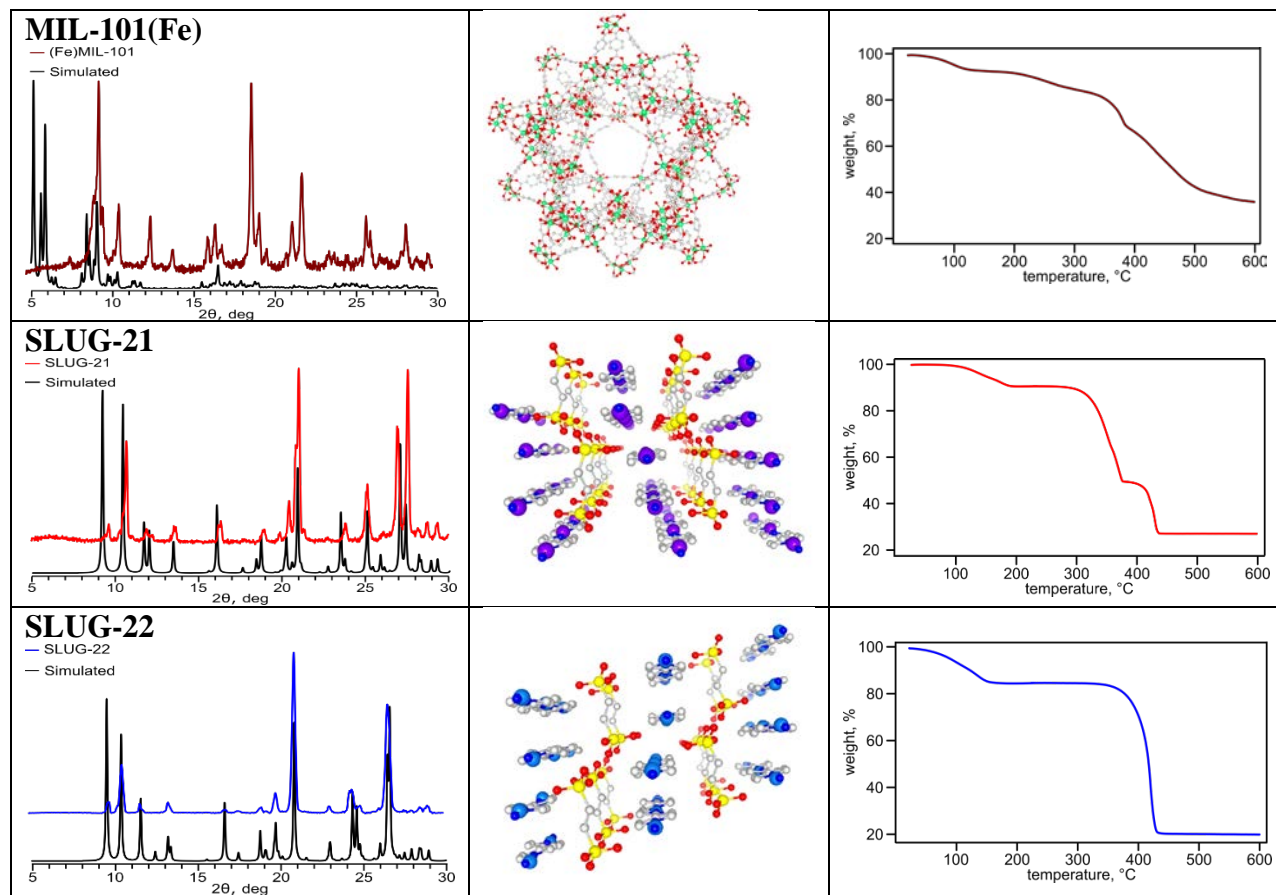 MIL-101(Fe)
(Fe)MIL-101
Simulated
5 10 15 20 25 30
2θ, deg
100
80
60
40
20
weight, %
100 200 300 400 500 600
temperature, °C
SLUG-21
SLUG-21
Simulated
5 10 15 20 25 30
2θ, deg
100
80
60
40
20
weight, %
100 200 300 400 500 600
temperature, °C
SLUG-22
SLUG-22
Simulated
5 10 15 20 25 30
2θ, deg
100
80
60
40
20
weight, %
0 100 200 300 400 500 600
temperature, °C